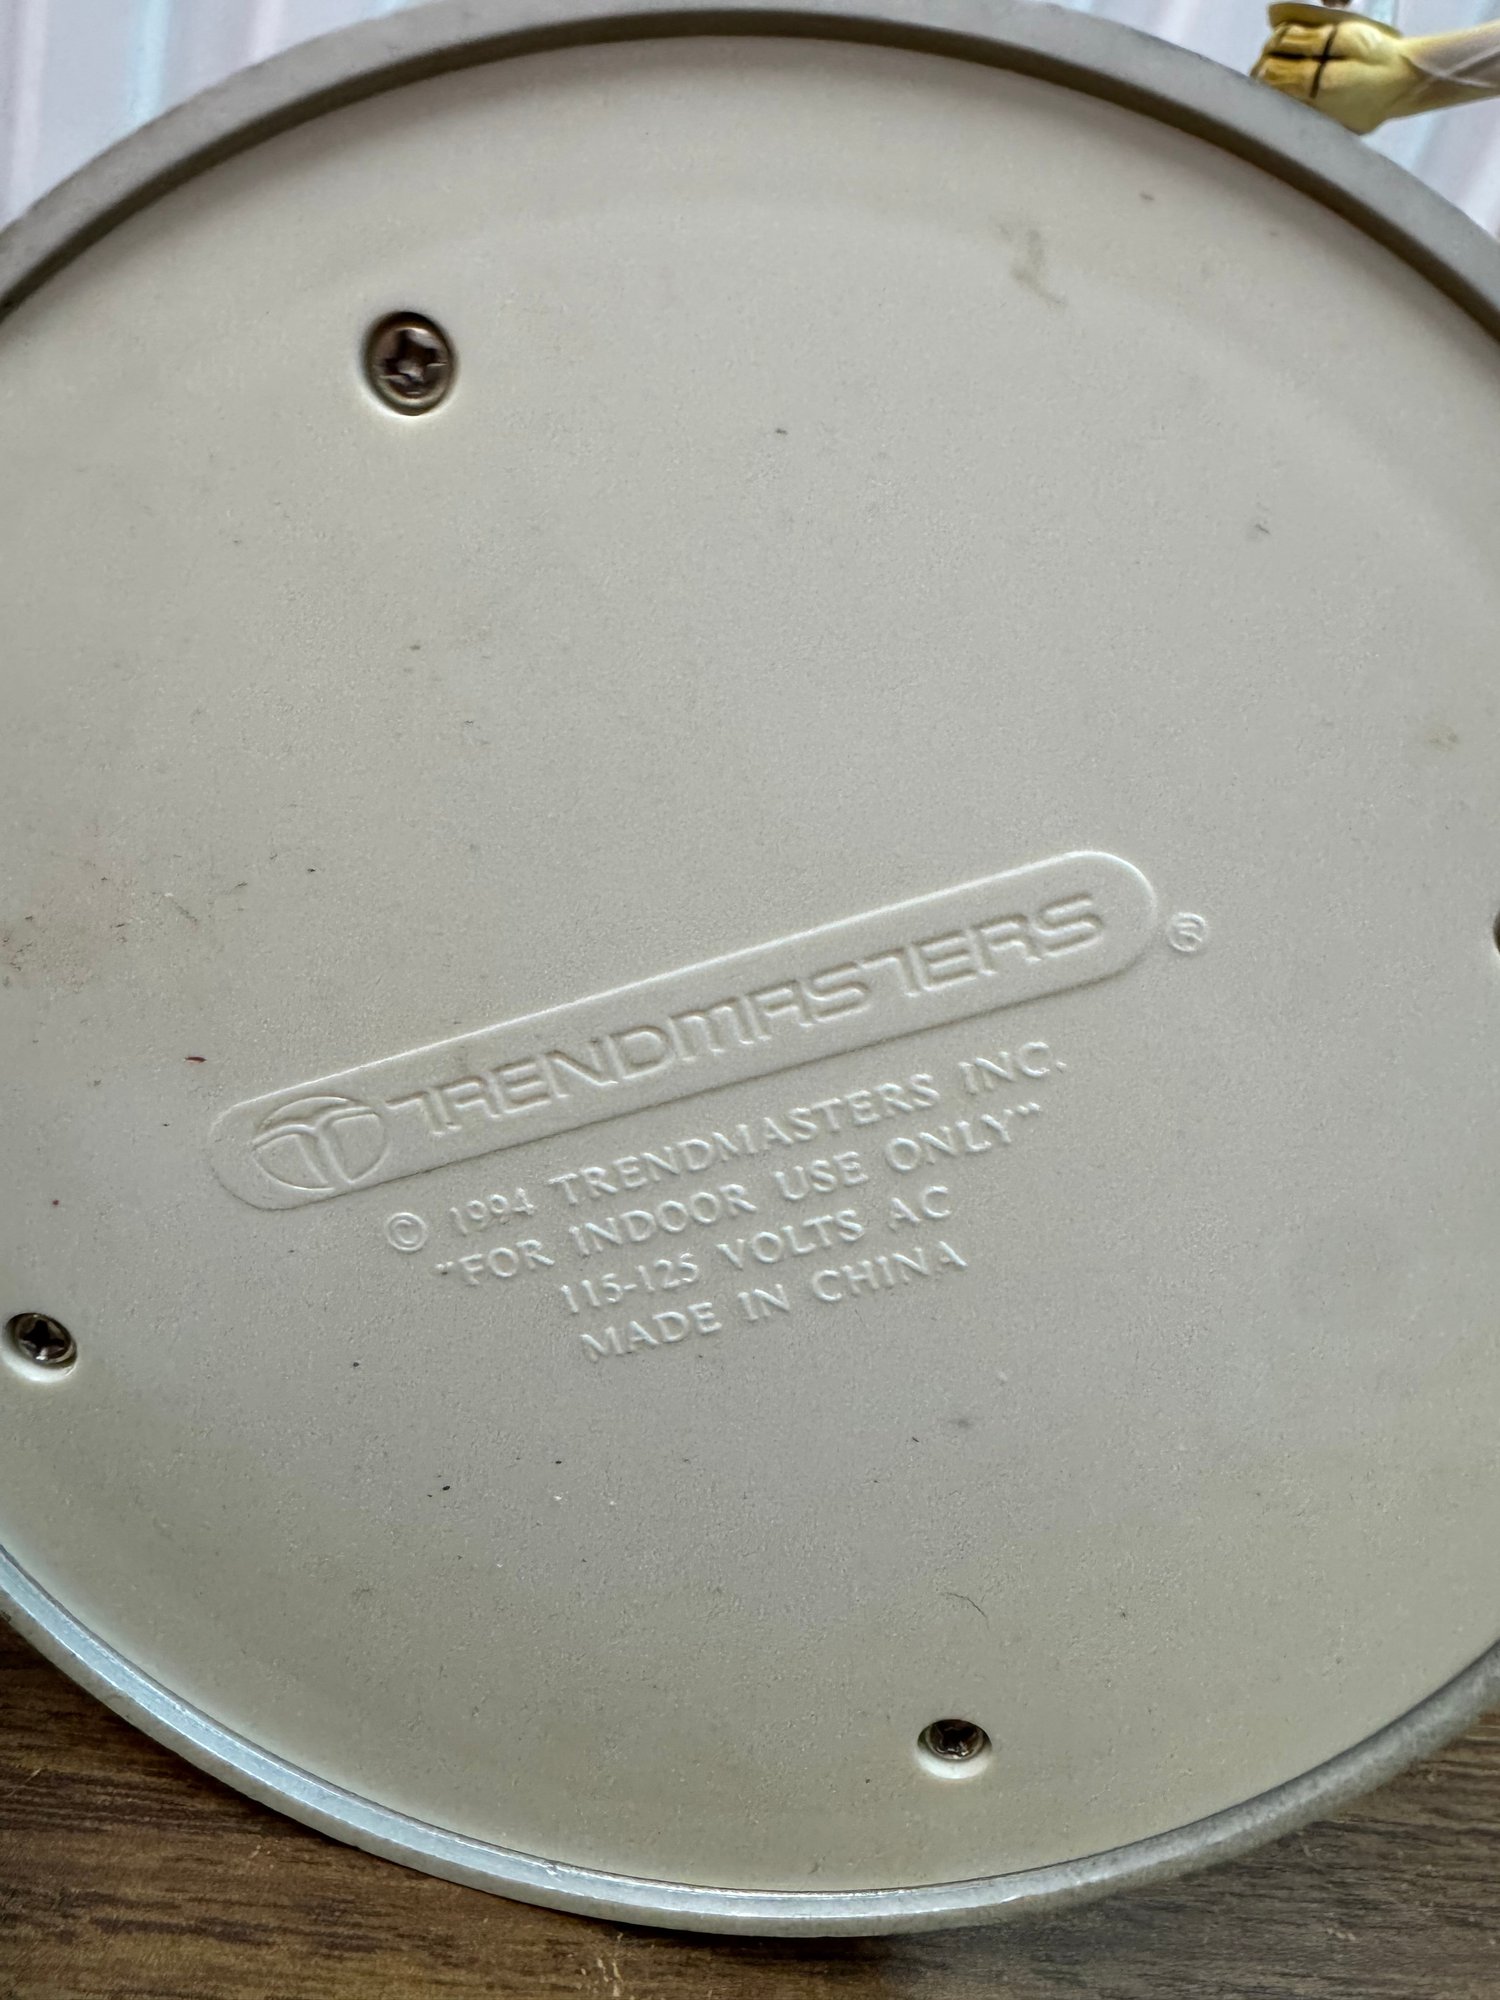 TRENDMASTERS ®
© 1994 TRENDMASTERS INC.
"FOR INDOOR USE ONLY"
115-125 VOLTS AC
MADE IN CHINA